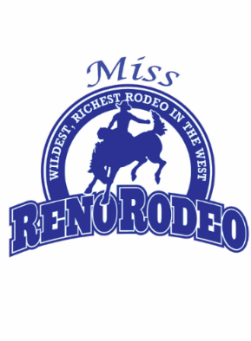 Miss
WILDEST, RICHEST RODEO IN THE WEST
RENO RODEO